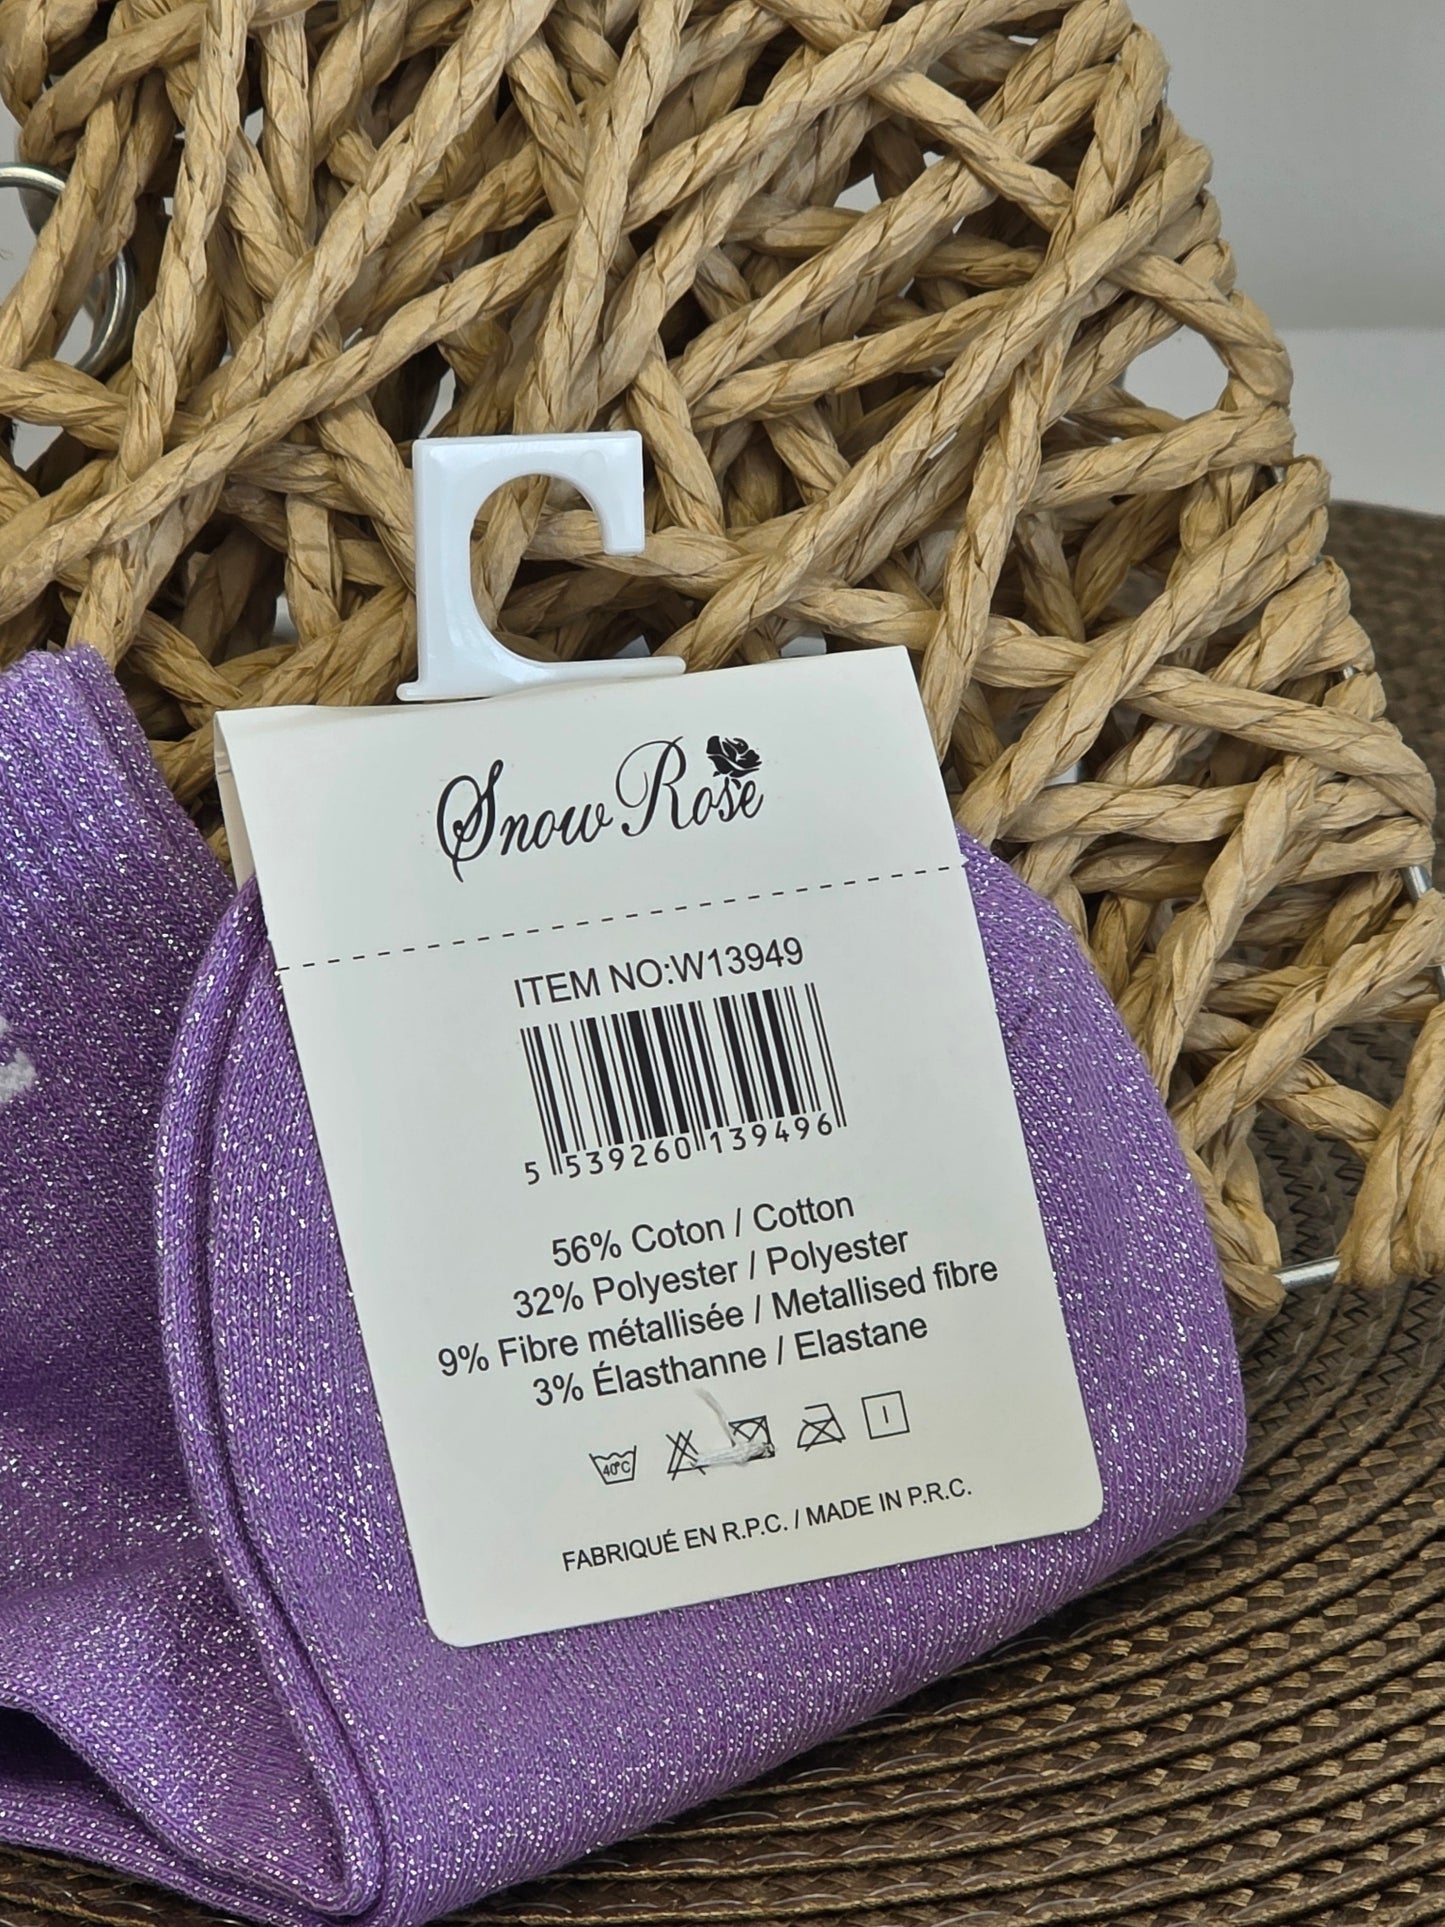 Snow Rose
ITEM NO:W13949
5 539260 139496
56% Coton / Cotton
32% Polyester / Polyester
9% Fibre métallisée / Metallised fibre
3% Élasthanne / Elastane
40°C
FABRIQUÉ EN R.P.C. / MADE IN P.R.C.